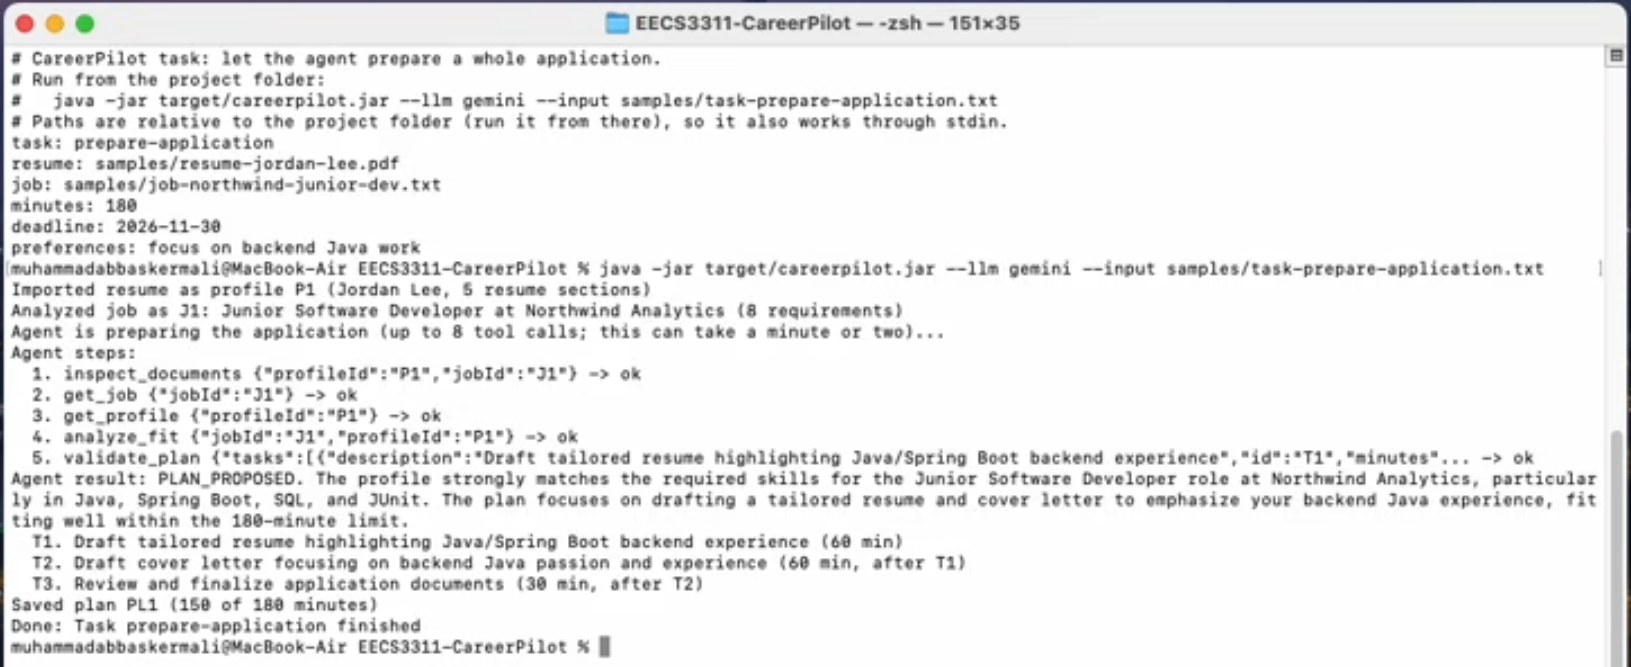 EECS3311-CareerPilot — -zsh — 151×35
# CareerPilot task: let the agent prepare a whole application.
# Run from the project folder:
#   java -jar target/careerpilot.jar --llm gemini --input samples/task-prepare-application.txt
# Paths are relative to the project folder (run it from there), so it also works through stdin.
task: prepare-application
resume: samples/resume-jordan-lee.pdf
job: samples/job-northwind-junior-dev.txt
minutes: 180
deadline: 2026-11-30
preferences: focus on backend Java work
[muhammadabbaskermali@MacBook-Air EECS3311-CareerPilot % java -jar target/careerpilot.jar --llm gemini --input samples/task-prepare-application.txt ]
Imported resume as profile P1 (Jordan Lee, 5 resume sections)
Analyzed job as J1: Junior Software Developer at Northwind Analytics (8 requirements)
Agent is preparing the application (up to 8 tool calls; this can take a minute or two)...
Agent steps:
  1. inspect_documents {"profileId":"P1","jobId":"J1"} -> ok
  2. get_job {"jobId":"J1"} -> ok
  3. get_profile {"profileId":"P1"} -> ok
  4. analyze_fit {"jobId":"J1","profileId":"P1"} -> ok
  5. validate_plan {"tasks":[{"description":"Draft tailored resume highlighting Java/Spring Boot backend experience","id":"T1","minutes"... -> ok
Agent result: PLAN_PROPOSED. The profile strongly matches the required skills for the Junior Software Developer role at Northwind Analytics, particular
ly in Java, Spring Boot, SQL, and JUnit. The plan focuses on drafting a tailored resume and cover letter to emphasize your backend Java experience, fit
ting well within the 180-minute limit.
  T1. Draft tailored resume highlighting Java/Spring Boot backend experience (60 min)
  T2. Draft cover letter focusing on backend Java passion and experience (60 min, after T1)
  T3. Review and finalize application documents (30 min, after T2)
Saved plan PL1 (150 of 180 minutes)
Done: Task prepare-application finished
muhammadabbaskermali@MacBook-Air EECS3311-CareerPilot %